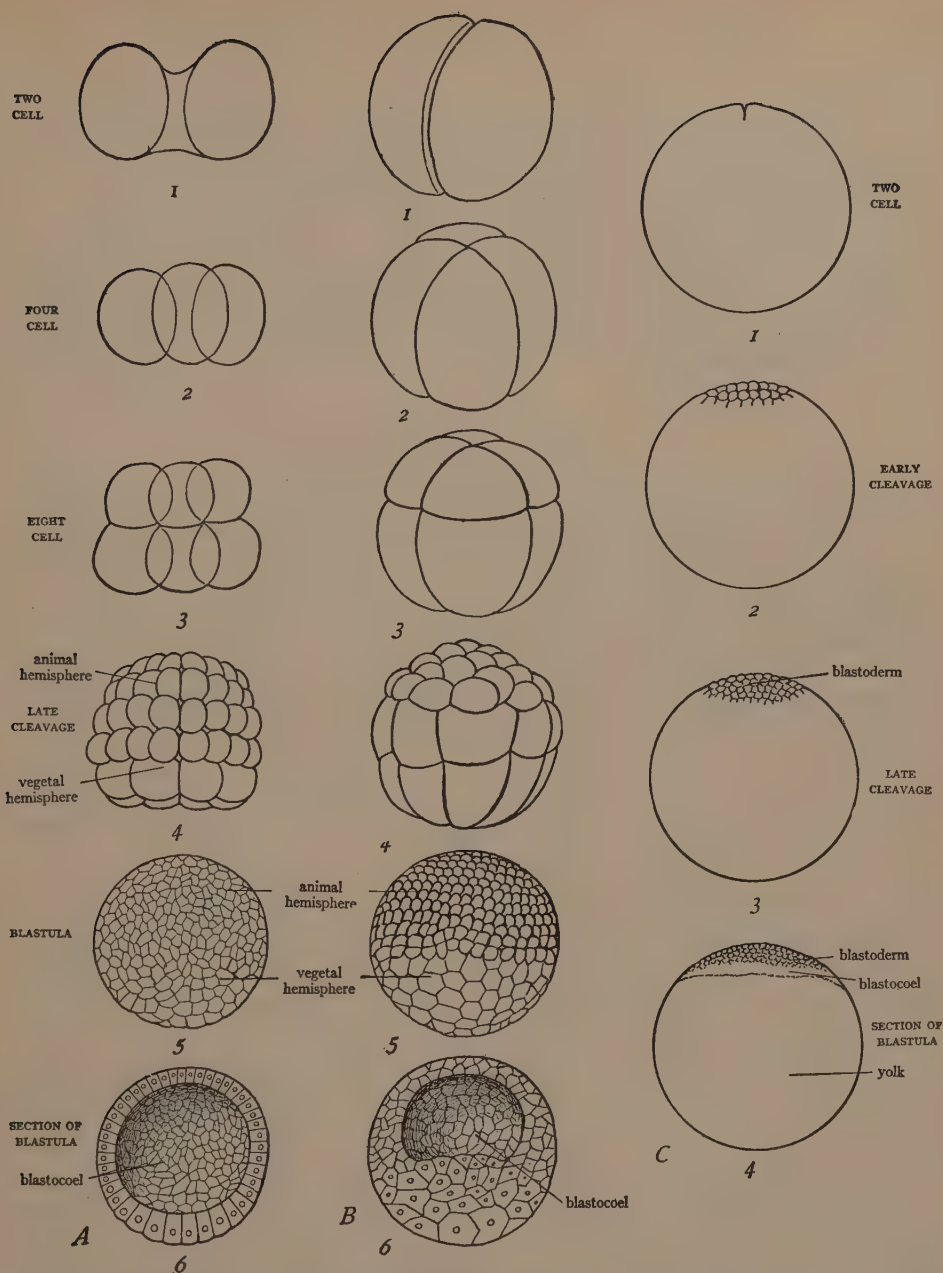 TWO
CELL
1
FOUR
CELL
2
EIGHT
CELL
3
animal
hemisphere
LATE
CLEAVAGE
vegetal
hemisphere
4
BLASTULA
5
SECTION OF
BLASTULA
blastocoel
A
6
1
2
3
4
animal
hemisphere
vegetal
hemisphere
5
B
blastocoel
6
TWO
CELL
1
EARLY
CLEAVAGE
2
blastoderm
LATE
CLEAVAGE
3
blastoderm
blastocoel
SECTION OF
BLASTULA
yolk
C
4